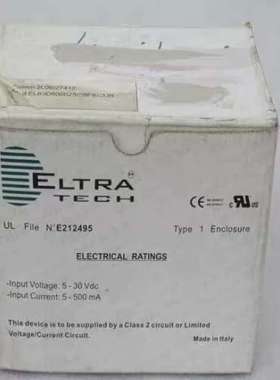 ELTRA
TECH
UL File N°E212495
Type 1 Enclosure
ELECTRICAL RATINGS
-Input Voltage: 5 - 30 Vdc
-Input Current: 5 - 500 mA
This device is to be supplied by a Class 2 circuit or Limited
Voltage/Current Circuit.
Made in Italy